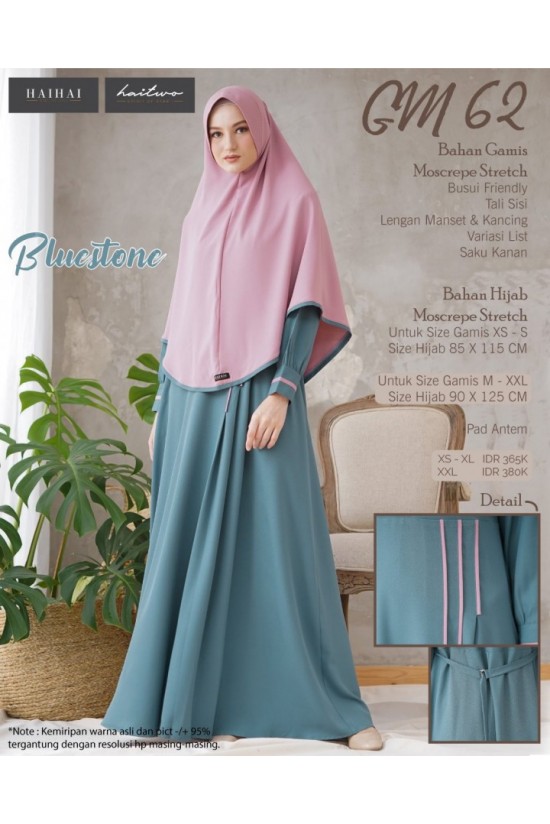 HAIHAI
haitwo
GM 62
Bahan Gamis
Moscrepe Stretch
Busui Friendly
Tali Sisi
Lengan Manset & Kancing
Variasi List
Saku Kanan
Bluestone
Bahan Hijab
Moscrepe Stretch
Untuk Size Gamis XS - S
Size Hijab 85 X 115 CM
Untuk Size Gamis M - XXL
Size Hijab 90 X 125 CM
Pad Antem
XS - XL IDR 365K
XXL IDR 380K
Detail
*Note : Kemiripan warna asli dan pict -/+ 95%
tergantung dengan resolusi hp masing-masing.